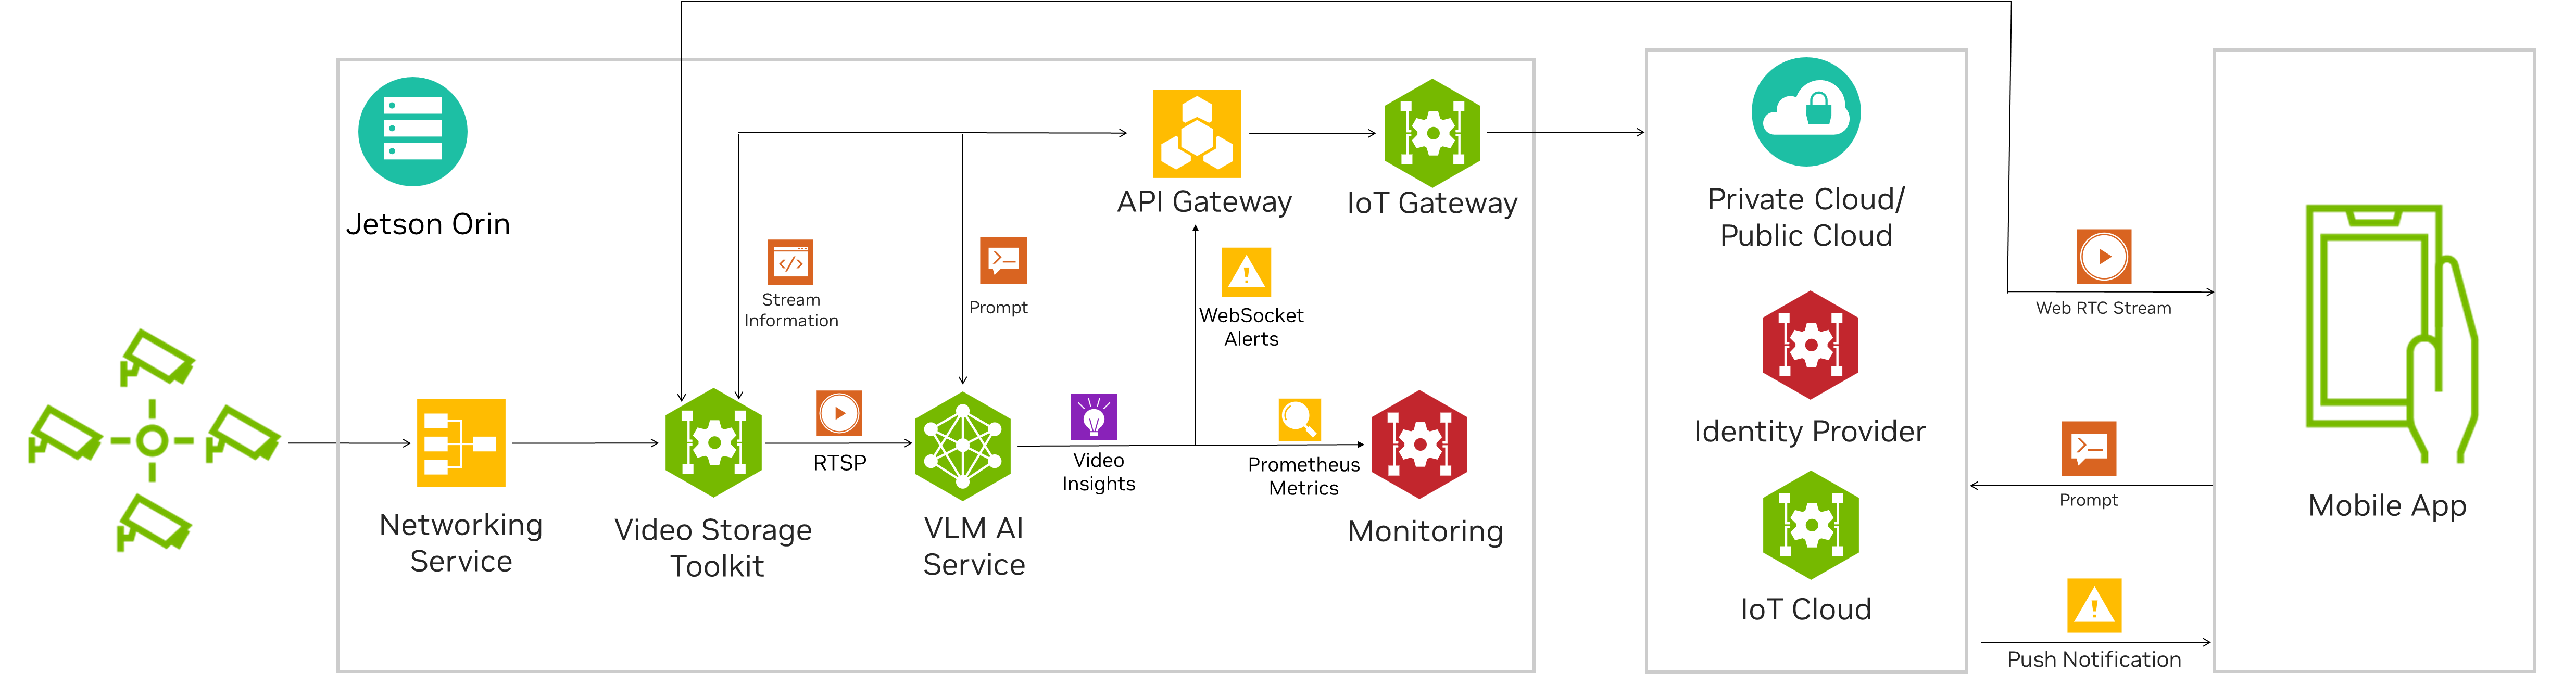 Jetson Orin
Networking
Service
Video Storage
Toolkit
Stream
Information
RTSP
VLM AI
Service
Prompt
Video
Insights
API Gateway
IoT Gateway
WebSocket
Alerts
Prometheus
Metrics
Monitoring
Private Cloud/
Public Cloud
Identity Provider
IoT Cloud
Web RTC Stream
Prompt
Push Notification
Mobile App